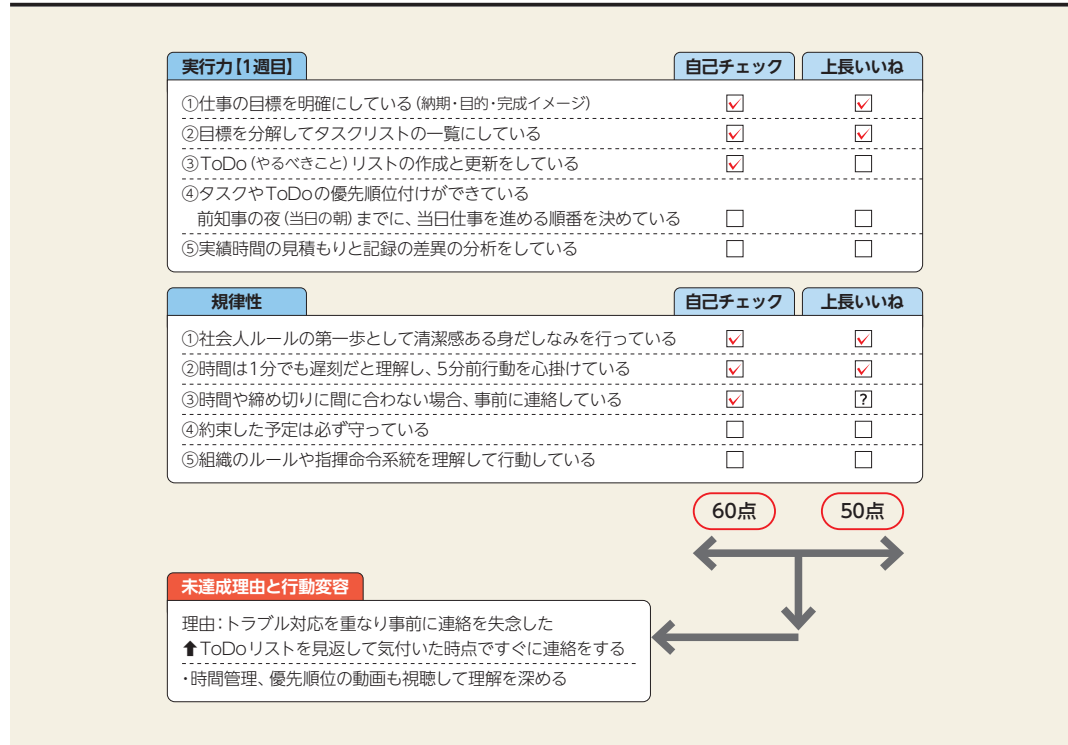 実行力【1週目】 自己チェック 上長いいね
①仕事の目標を明確にしている(納期・目的・完成イメージ)
②目標を分解してタスクリストの一覧にしている
③ToDo(やるべきこと)リストの作成と更新をしている
④タスクやToDoの優先順位付けができている
前知事の夜(当日の朝)までに、当日仕事を進める順番を決めている
⑤実績時間の見積もりと記録の差異の分析をしている
規律性 自己チェック 上長いいね
①社会人ルールの第一歩として清潔感ある身だしなみを行っている
②時間は1分でも遅刻だと理解し、5分前行動を心掛けている
③時間や締め切りに間に合わない場合、事前に連絡している ?
④約束した予定は必ず守っている
⑤組織のルールや指揮命令系統を理解して行動している
60点 50点
未達成理由と行動変容
理由:トラブル対応を重なり事前に連絡を失念した
⬆ToDoリストを見返して気付いた時点ですぐに連絡をする
・時間管理、優先順位の動画も視聴して理解を深める